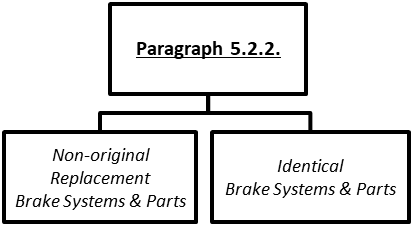 Paragraph 5.2.2.
Non-original
Replacement
Brake Systems & Parts
Identical
Brake Systems & Parts